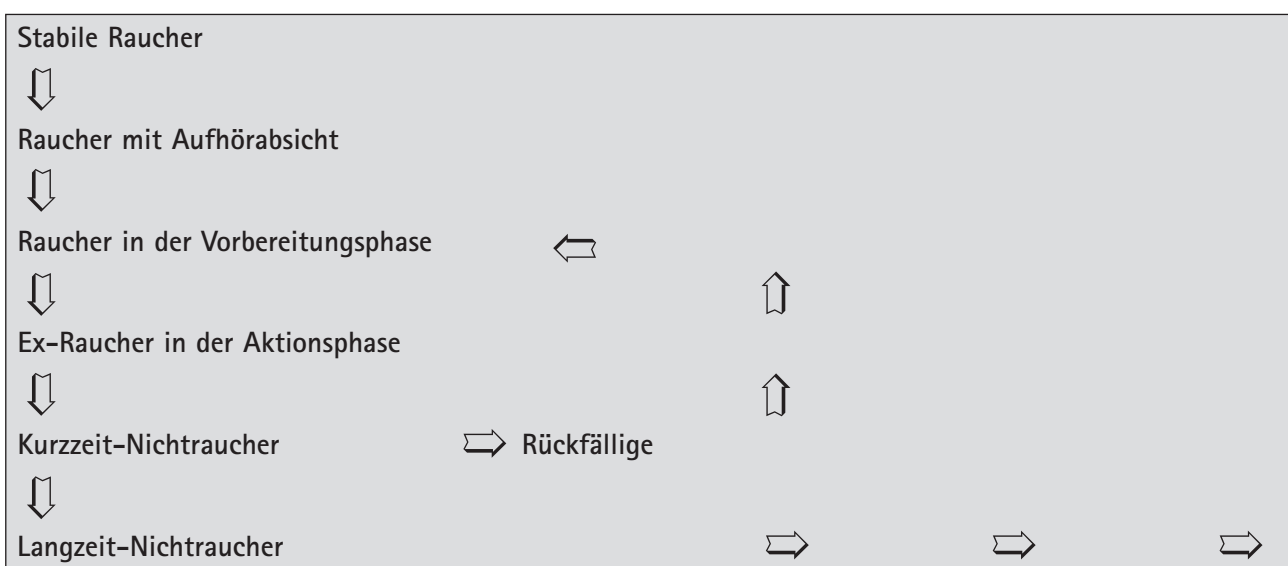 Stabile Raucher
Raucher mit Aufhörabsicht
Raucher in der Vorbereitungsphase
Ex-Raucher in der Aktionsphase
Kurzzeit-Nichtraucher Rückfällige
Langzeit-Nichtraucher